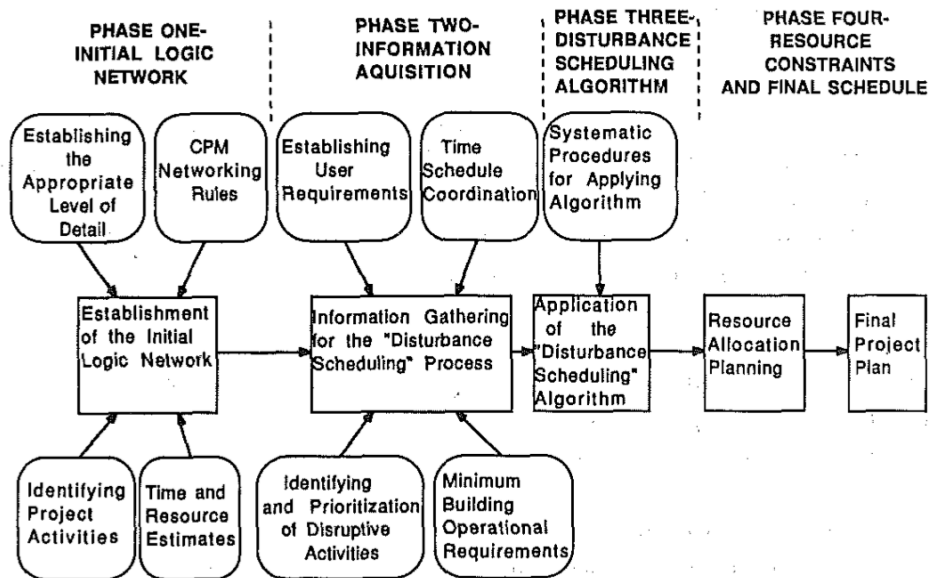 PHASE ONE-
INITIAL LOGIC
NETWORK
PHASE TWO-
INFORMATION
AQUISITION
PHASE THREE-
DISTURBANCE
SCHEDULING
ALGORITHM
PHASE FOUR-
RESOURCE
CONSTRAINTS
AND FINAL SCHEDULE
Establishing
the
Appropriate
Level of
Detail
CPM
Networking
Rules
Establishing
User
Requirements
Time
Schedule
Coordination
Systematic
Procedures
for Applying
Algorithm
Establishment
of the Initial
Logic Network
Information Gathering
for the "Disturbance
Scheduling" Process
Application
of the
"Disturbance
Scheduling"
Algorithm
Resource
Allocation
Planning
Final
Project
Plan
Identifying
Project
Activities
Time and
Resource
Estimates
Identifying
and Prioritization
of Disruptive
Activities
Minimum
Building
Operational
Requirements